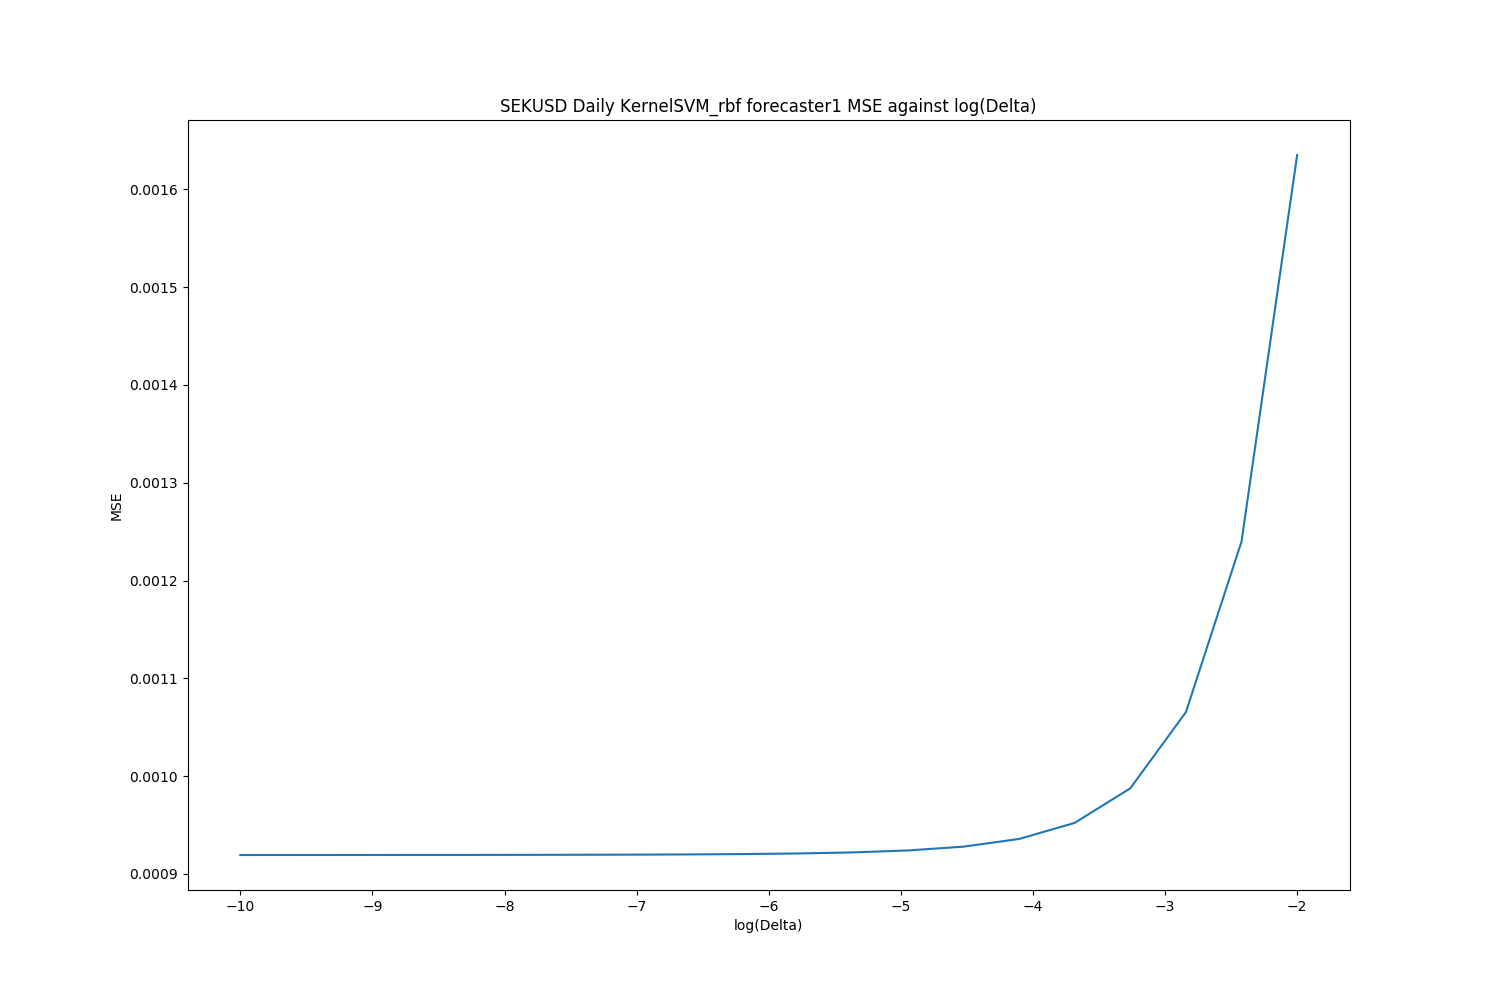 SEKUSD Daily KernelSVM_rbf forecaster1 MSE against log(Delta)
0.0016
0.0015
0.0014
0.0013
0.0012
0.0011
0.0010
0.0009
MSE
−10 −9 −8 −7 −6 −5 −4 −3 −2
log(Delta)